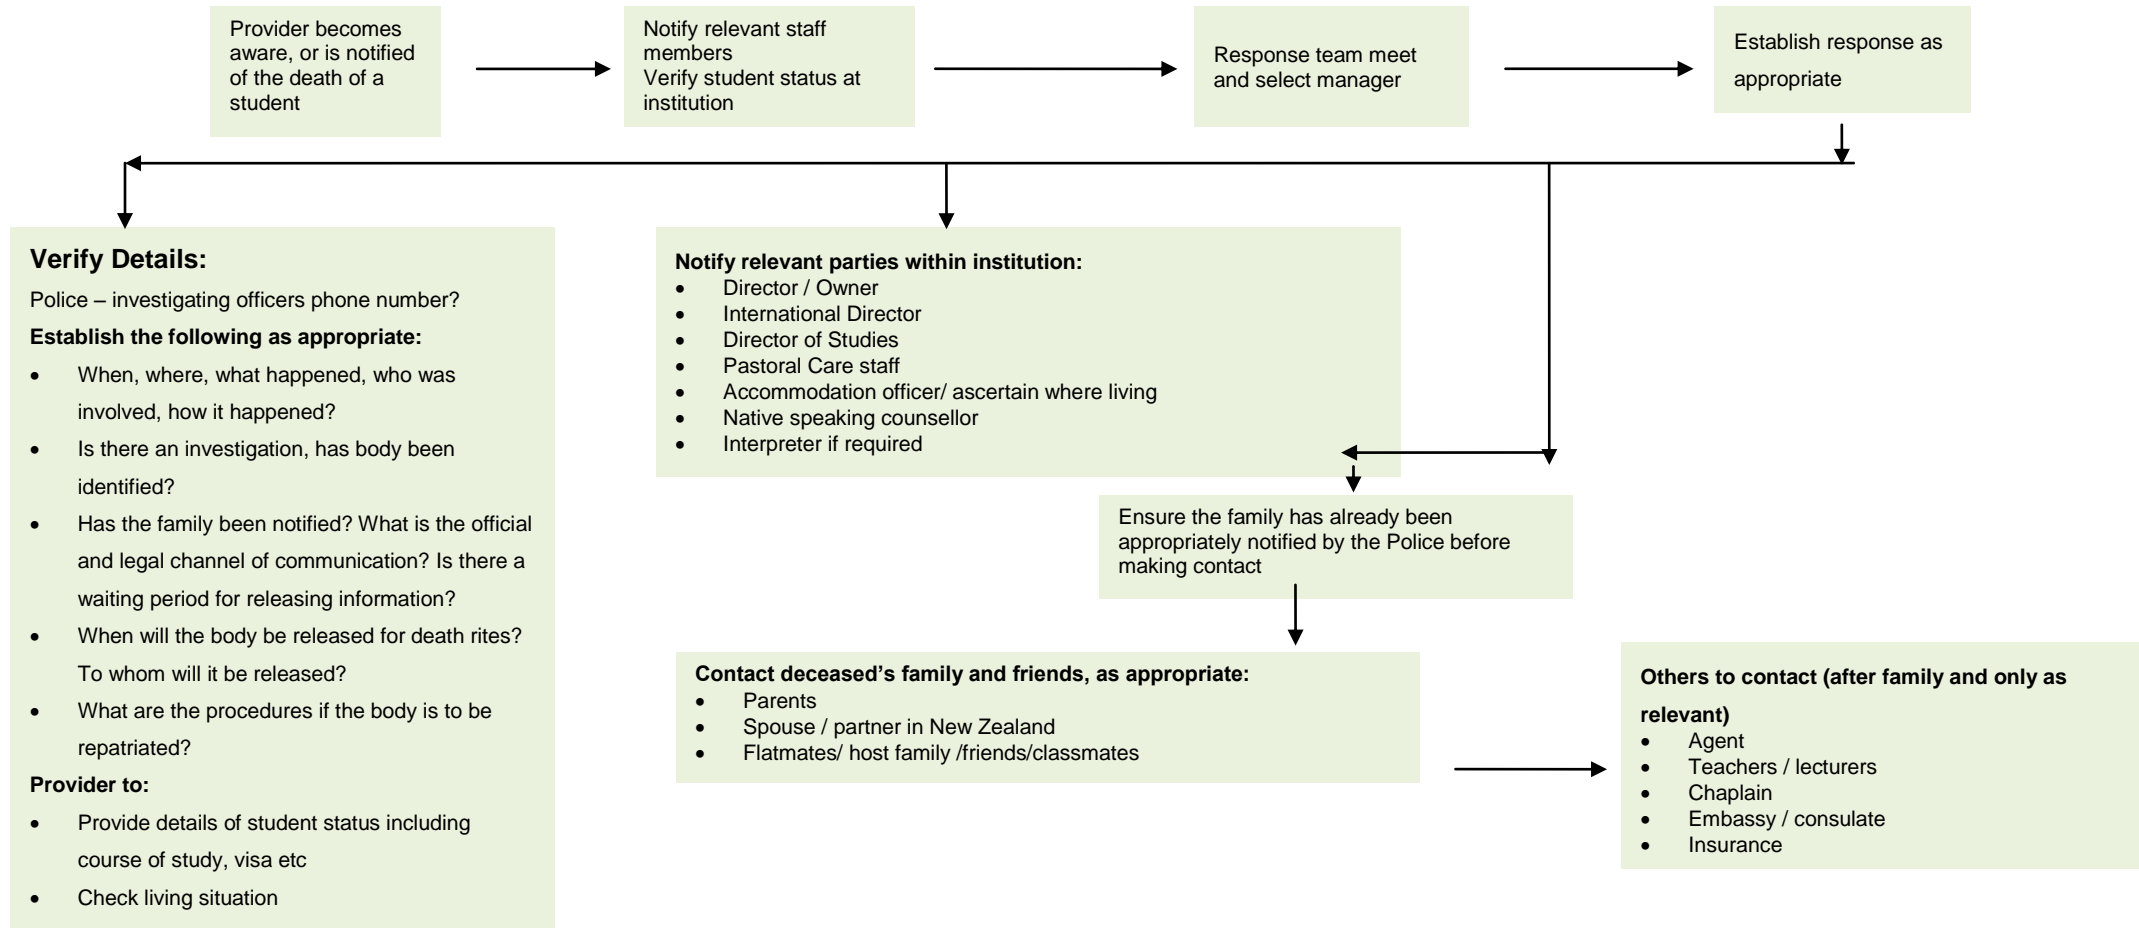 Provider becomes
aware, or is notified
of the death of a
student
Notify relevant staff
members
Verify student status at
institution
Response team meet
and select manager
Establish response as
appropriate
Verify Details:
Police – investigating officers phone number?
Establish the following as appropriate:
• When, where, what happened, who was
involved, how it happened?
• Is there an investigation, has body been
identified?
• Has the family been notified? What is the official
and legal channel of communication? Is there a
waiting period for releasing information?
• When will the body be released for death rites?
To whom will it be released?
• What are the procedures if the body is to be
repatriated?
Provider to:
• Provide details of student status including
course of study, visa etc
• Check living situation
Notify relevant parties within institution:
• Director / Owner
• International Director
• Director of Studies
• Pastoral Care staff
• Accommodation officer/ ascertain where living
• Native speaking counsellor
• Interpreter if required
Ensure the family has already been
appropriately notified by the Police before
making contact
Contact deceased’s family and friends, as appropriate:
• Parents
• Spouse / partner in New Zealand
• Flatmates/ host family /friends/classmates
Others to contact (after family and only as
relevant)
• Agent
• Teachers / lecturers
• Chaplain
• Embassy / consulate
• Insurance